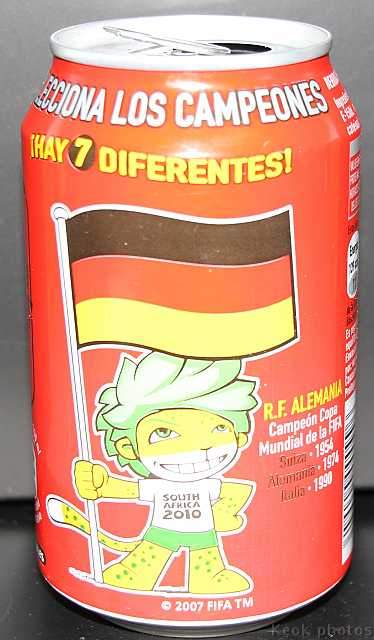 ECCIONA LOS CAMPEONES
¡HAY 7 DIFERENTES!
R.F. ALEMANIA
Campeón Copa
Mundial de la FIFA
Suiza · 1954
Alemania · 1974
Italia · 1990
SOUTH
AFRICA
2010
© 2007 FIFA TM
Keok photos